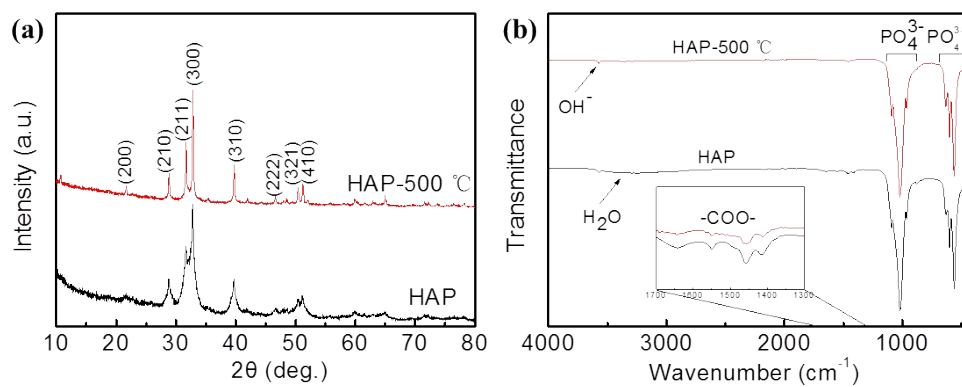 (a)
Intensity (a.u.)
(200)
(210)
(211)
(300)
(310)
(222)
(321)
(410)
HAP-500 ℃
HAP
10 20 30 40 50 60 70 80
2θ (deg.)
(b)
Transmittance
HAP-500 ℃
PO₄³⁻ PO₄³⁻
OH⁻
HAP
H₂O
-COO-
1700 1600 1500 1400 1300
4000 3000 2000 1000
Wavenumber (cm⁻¹)